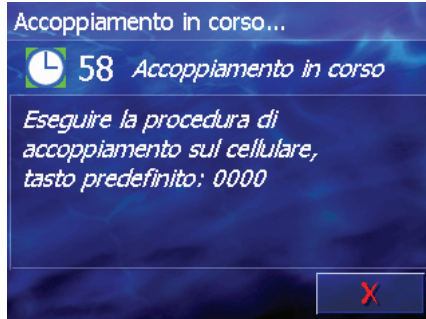 Accoppiamento in corso...
58 Accoppiamento in corso
Eseguire la procedura di
accoppiamento sul cellulare,
tasto predefinito: 0000
X